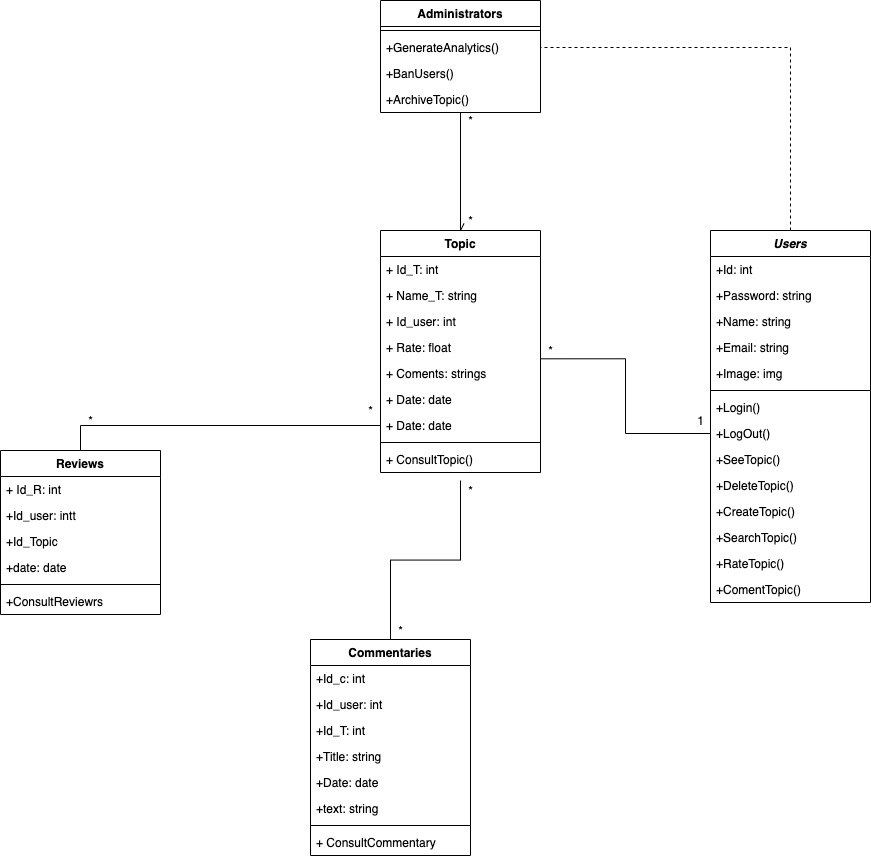 Administrators
+GenerateAnalytics()
+BanUsers()
+ArchiveTopic()
*
*
Topic
+ Id_T: int
+ Name_T: string
+ Id_user: int
+ Rate: float
+ Coments: strings
+ Date: date
+ Date: date
+ ConsultTopic()
*
1
Users
+Id: int
+Password: string
+Name: string
+Email: string
+Image: img
+Login()
+LogOut()
+SeeTopic()
+DeleteTopic()
+CreateTopic()
+SearchTopic()
+RateTopic()
+ComentTopic()
*
*
Reviews
+ Id_R: int
+Id_user: intt
+Id_Topic
+date: date
+ConsultReviewrs
*
*
Commentaries
+Id_c: int
+Id_user: int
+Id_T: int
+Title: string
+Date: date
+text: string
+ ConsultCommentary